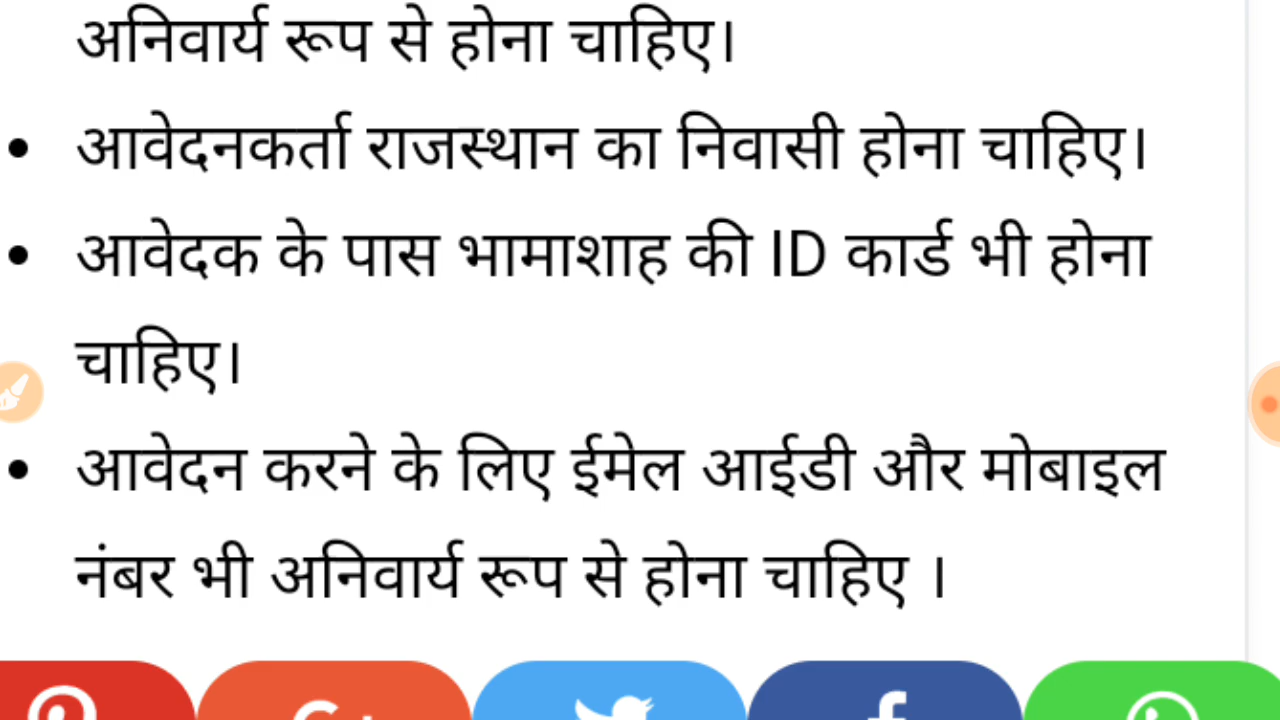 अनिवार्य रूप से होना चाहिए।
• आवेदनकर्ता राजस्थान का निवासी होना चाहिए।
• आवेदक के पास भामाशाह की ID कार्ड भी होना
चाहिए।
• आवेदन करने के लिए ईमेल आईडी और मोबाइल
नंबर भी अनिवार्य रूप से होना चाहिए ।